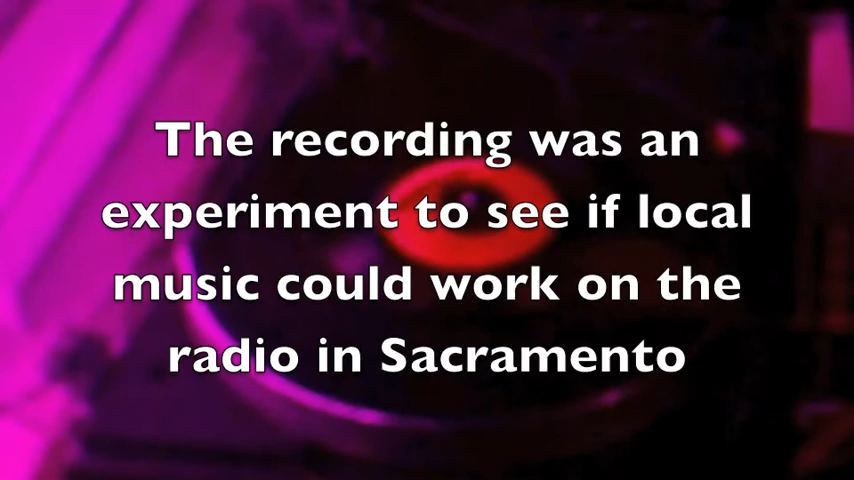 The recording was an
experiment to see if local
music could work on the
radio in Sacramento